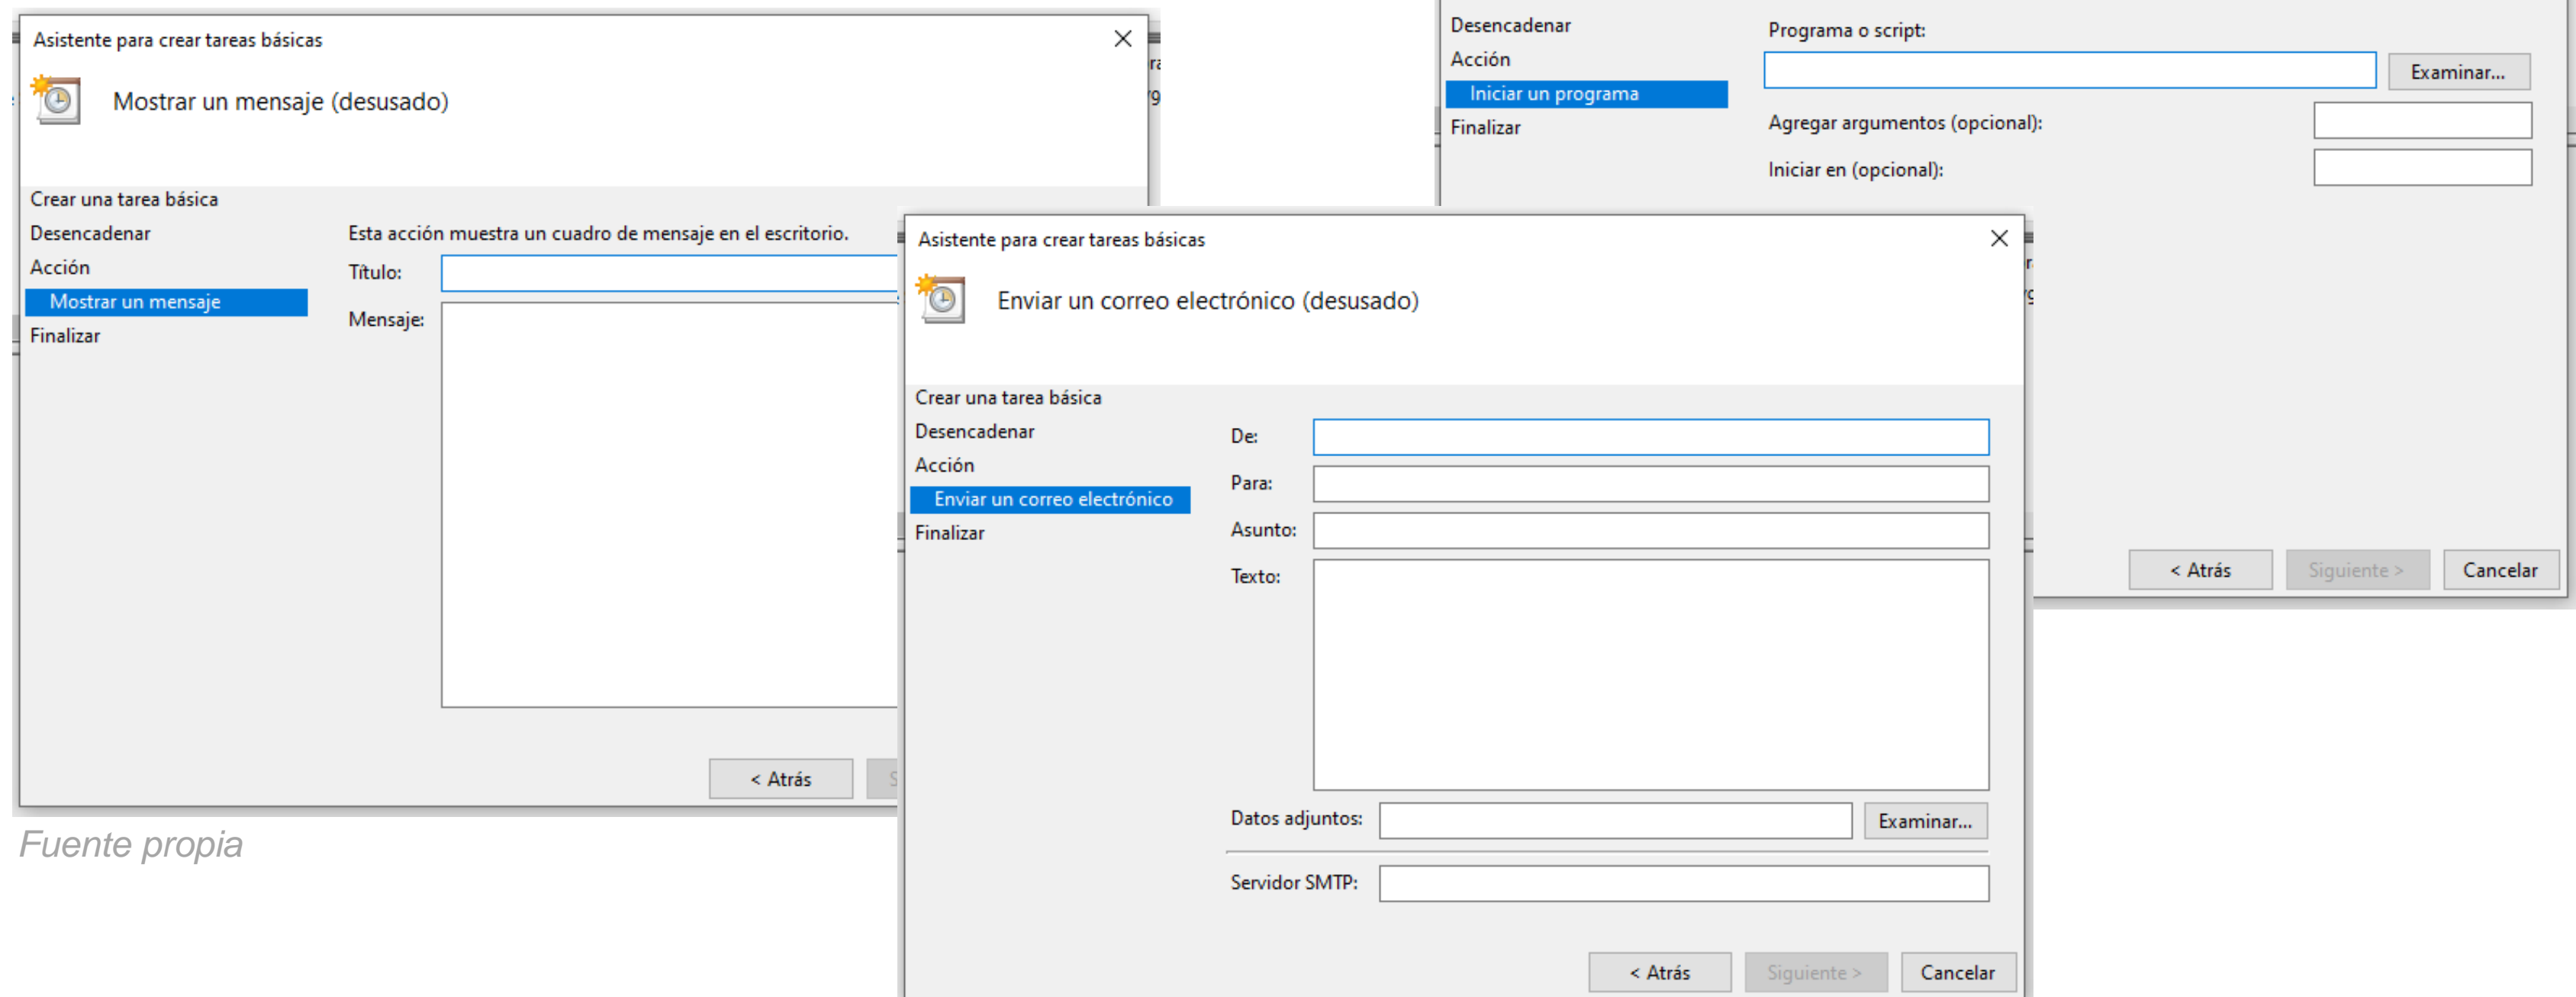 Asistente para crear tareas básicas
Mostrar un mensaje (desusado)
Crear una tarea básica
Desencadenar
Acción
Mostrar un mensaje
Finalizar
Esta acción muestra un cuadro de mensaje en el escritorio.
Título:
Mensaje:
< Atrás
Fuente propia
Asistente para crear tareas básicas
Enviar un correo electrónico (desusado)
Crear una tarea básica
Desencadenar
Acción
Enviar un correo electrónico
Finalizar
De:
Para:
Asunto:
Texto:
Datos adjuntos:
Examinar...
Servidor SMTP:
< Atrás
Siguiente >
Cancelar
Desencadenar
Acción
Iniciar un programa
Finalizar
Programa o script:
Examinar...
Agregar argumentos (opcional):
Iniciar en (opcional):
< Atrás
Siguiente >
Cancelar